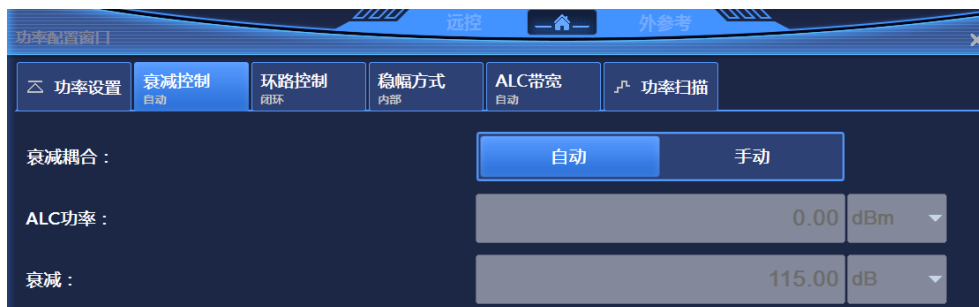 远控 外参考
功率配置窗口
功率设置 衰减控制 环路控制 稳幅方式 ALC带宽 功率扫描
自动 闭环 内部 自动
衰减耦合： 自动 手动
ALC功率： 0.00 dBm
衰减： 115.00 dB